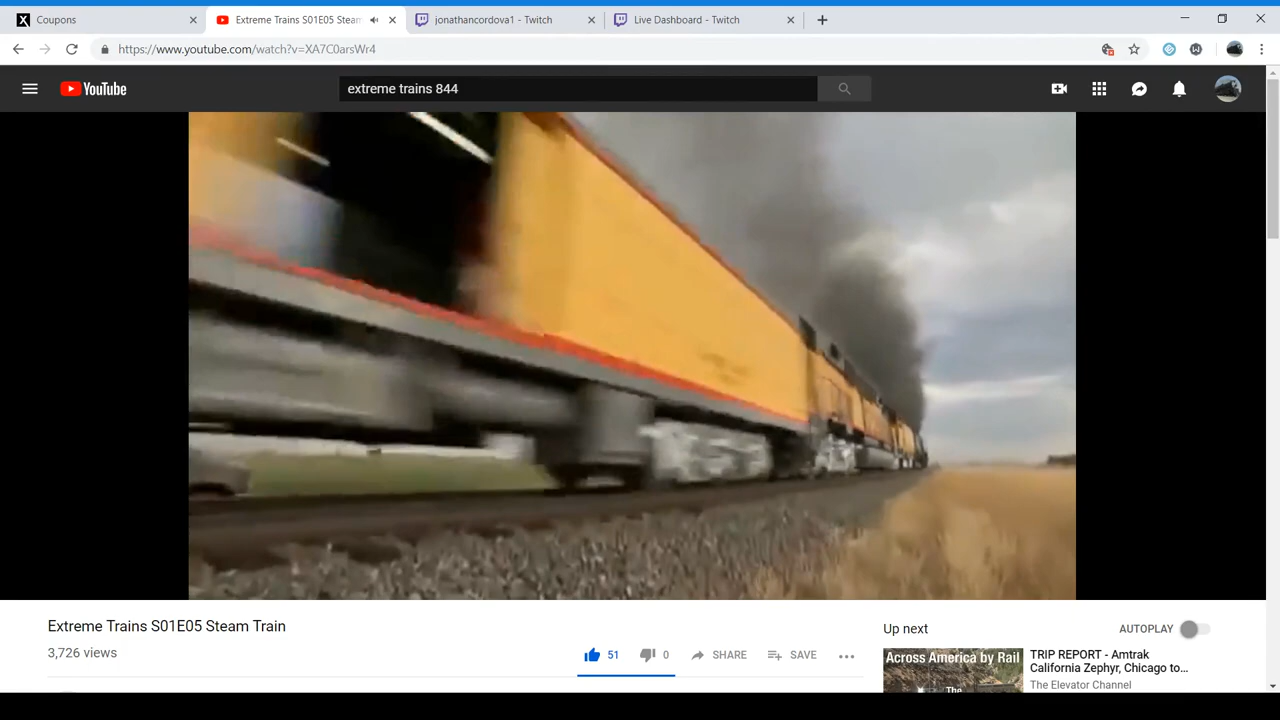 Coupons
Extreme Trains S01E05 Steam
jonathancordova1 - Twitch
Live Dashboard - Twitch
https://www.youtube.com/watch?v=XA7C0arsWr4
YouTube
extreme trains 844
Extreme Trains S01E05 Steam Train
3,726 views
51
0
SHARE
SAVE
Up next
AUTOPLAY
Across America by Rail
The
TRIP REPORT - Amtrak
California Zephyr, Chicago to...
The Elevator Channel